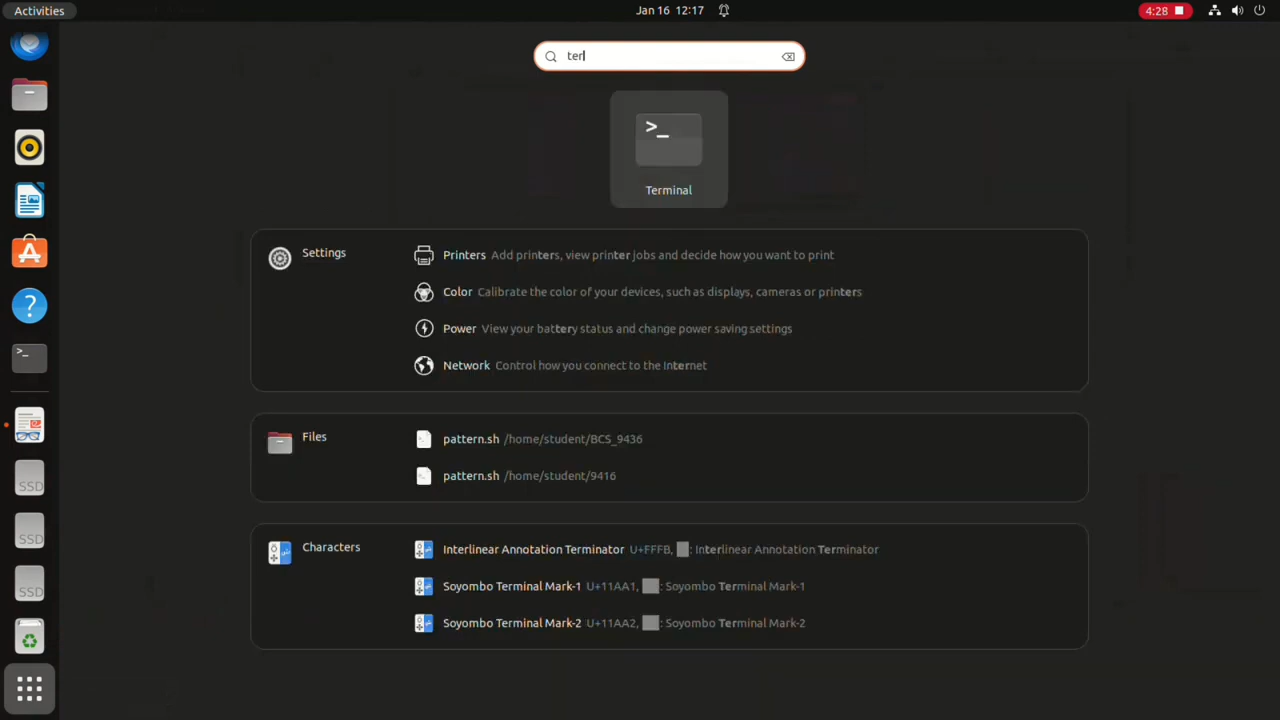 Activities
Jan 16 12:17
4:28
ter
>_
Terminal
Settings
Printers Add printers, view printer jobs and decide how you want to print
Color Calibrate the color of your devices, such as displays, cameras or printers
Power View your battery status and change power saving settings
Network Control how you connect to the Internet
Files
pattern.sh /home/student/BCS_9436
pattern.sh /home/student/9416
Characters
Interlinear Annotation Terminator U+FFFB, : Interlinear Annotation Terminator
Soyombo Terminal Mark-1 U+11AA1, : Soyombo Terminal Mark-1
Soyombo Terminal Mark-2 U+11AA2, : Soyombo Terminal Mark-2
?
>_
SSD
SSD
SSD